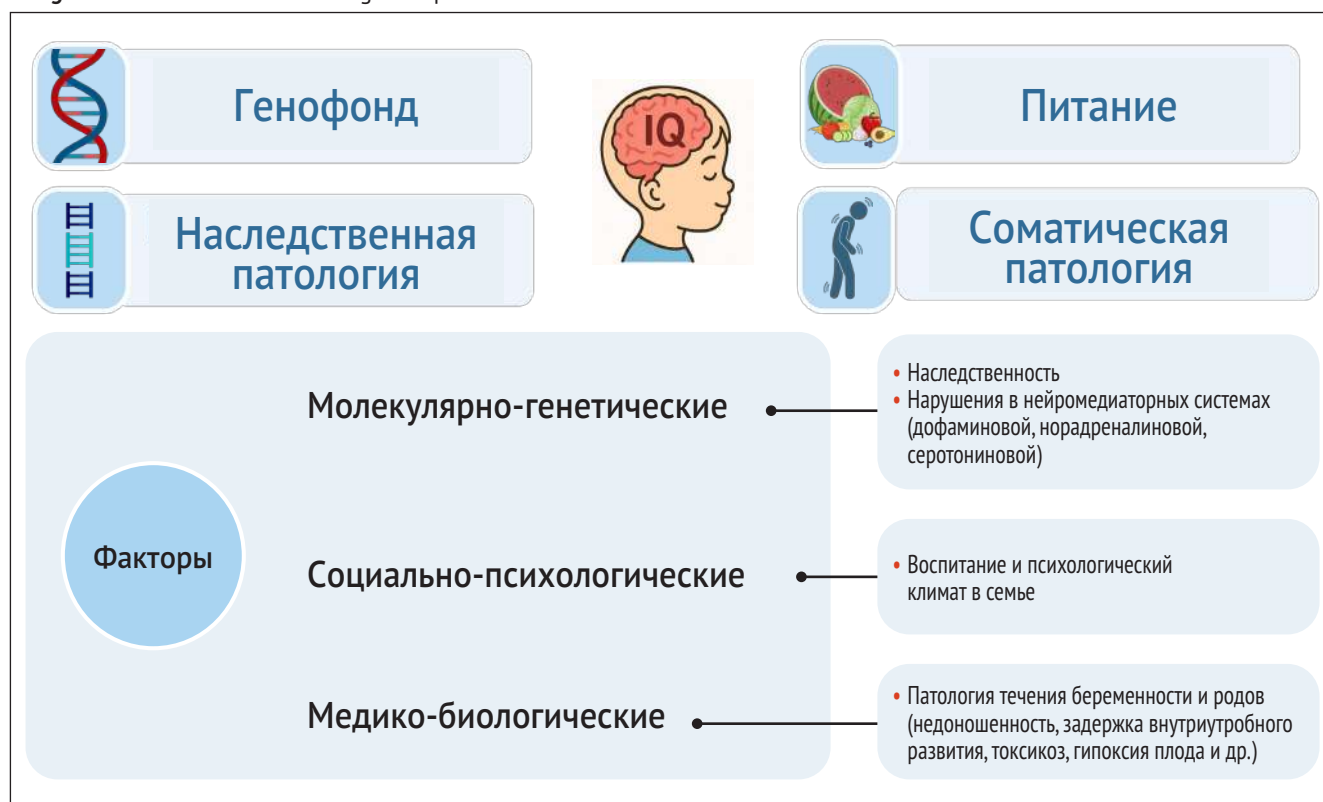 Генофонд
Питание
IQ
Наследственная
патология
Соматическая
патология
Факторы
Молекулярно-генетические
• Наследственность
• Нарушения в нейромедиаторных системах
(дофаминовой, норадреналиновой,
серотониновой)
Социально-психологические
• Воспитание и психологический
климат в семье
Медико-биологические
• Патология течения беременности и родов
(недоношенность, задержка внутриутробного
развития, токсикоз, гипоксия плода и др.)